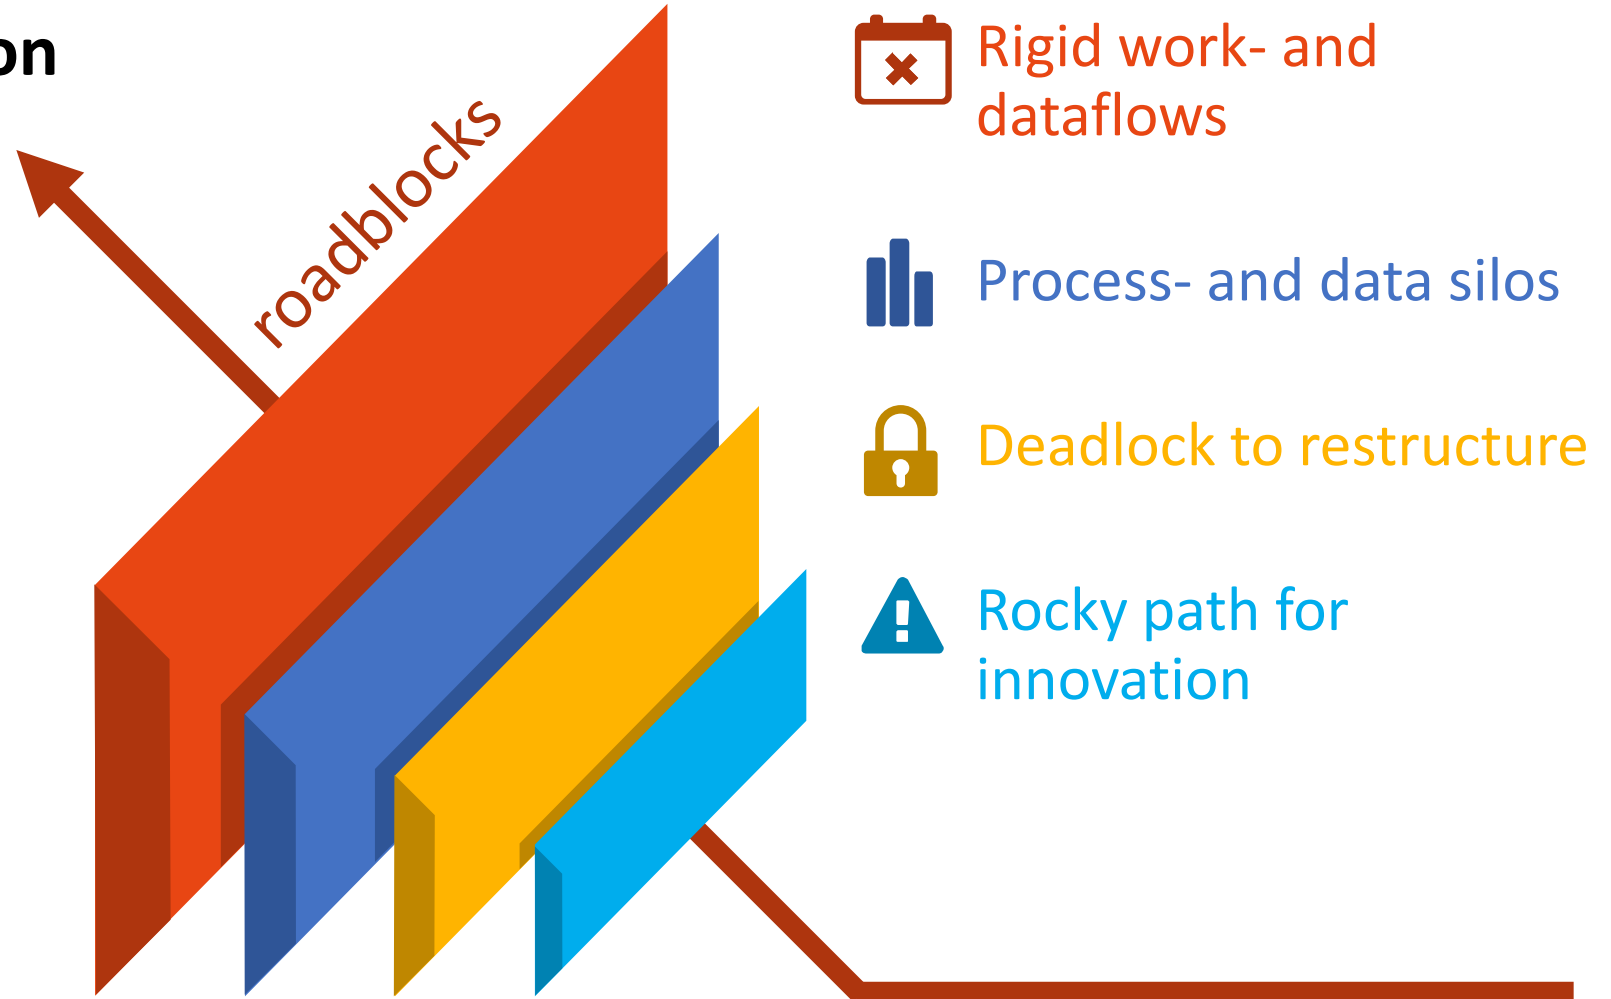 on
roadblocks
Rigid work- and
dataflows
Process- and data silos
Deadlock to restructure
Rocky path for
innovation